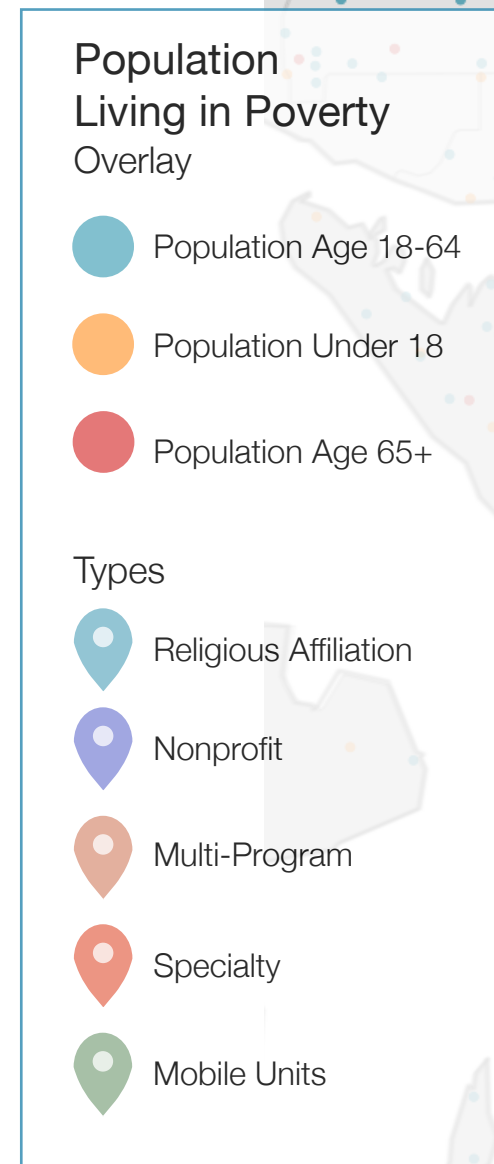 Population
Living in Poverty
Overlay
Population Age 18-64
Population Under 18
Population Age 65+
Types
Religious Affiliation
Nonprofit
Multi-Program
Specialty
Mobile Units